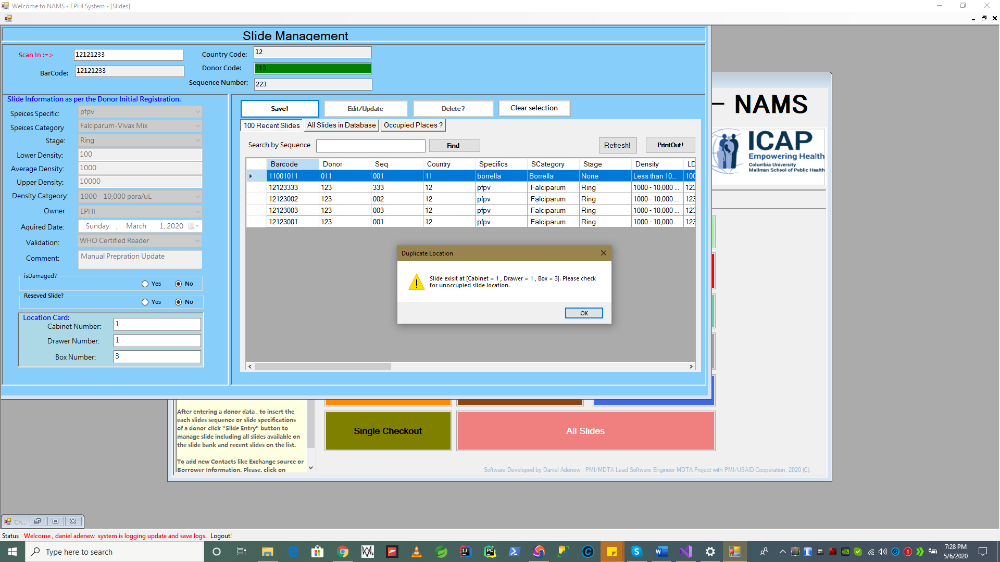 Welcome to NAMS - EPHI System - [Slides]
Slide Management
Scan In :=>
12121233
BarCode:
12121233
Country Code:
12
Donor Code:
113
Sequence Number:
223
Slide Information as per the Donor Initial Registration.
Speices Specific:
pfpv
Speices Category
Falciparum-Vivax Mix
Stage:
Ring
Lower Density:
100
Average Density:
1000
Upper Density:
10000
Density Catgeory:
1000 - 10,000 para/uL
Owner
EPHI
Aquired Date:
Sunday , March 1, 2020
Validation:
WHO Certified Reader
Comment:
Manual Prepration Update
isDamaged?
Yes No
Reseved Slide?
Yes No
Location Card:
Cabinet Number:
1
Drawer Number:
1
Box Number:
3
Save!
Edit/Update
Delete?
Clear selection
100 Recent Slides
All Slides in Database
Occupied Places ?
Search by Sequence
Find
Refresh!
PrintOut!
Barcode Donor Seq Country Specifics SCategory Stage Density LD
11001011 011 001 11 borrella Borrella None Less than 10... 100
12123333 123 333 12 pfpv Falciparum Ring 1000 - 10,000 ... 123
12123002 123 002 12 pfpv Falciparum Ring 1000 - 10,000 ... 123
12123003 123 003 12 pfpv Falciparum Ring 1000 - 10,000 ... 123
12123001 123 001 12 pfpv Falciparum Ring 1000 - 10,000 ... 123
Duplicate Location
Slide exisit at [Cabinet = 1 , Drawer = 1 , Box = 3]. Please check
for unoccupied slide location.
OK
– NAMS
ICAP
Empowering Health
Columbia University
Mailman School of Public Health
After entering a donor data , to insert the
each slides sequence or slide specifications
of a donor click "Slide Entry" button to
manage slide including all slides available on
the slide bank and recent slides on the list.
To add new Contacts like Exchange source or
Borrower Information. Please. click on
Single Checkout
All Slides
Software Developed by Daniel Adenew , PMI/MDTA Lead Software Engineer MDTA Project with PMI/USAID Cooperation, 2020 (C).
Ch...
Status Welcome , daniel adenew system is logging update and save logs. Logout!
Type here to search
7:28 PM
5/6/2020